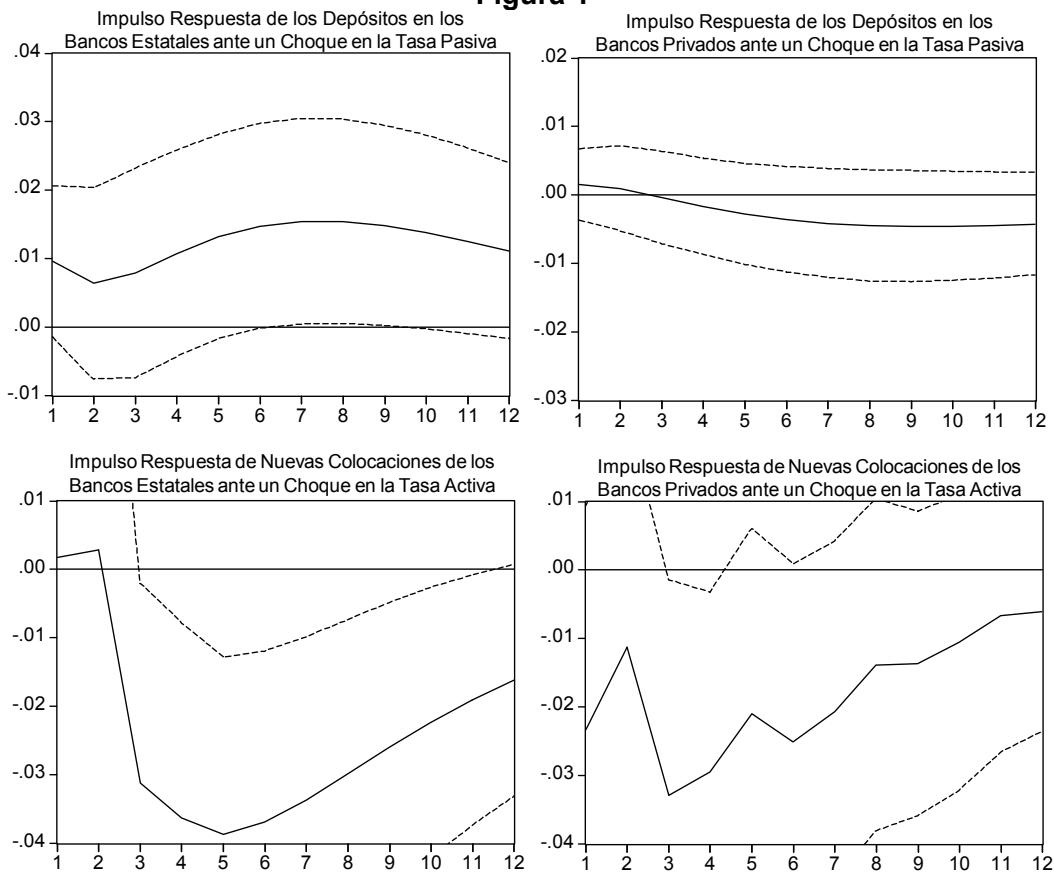 Impulso Respuesta de los Depósitos en los
Bancos Estatales ante un Choque en la Tasa Pasiva
.04
.03
.02
.01
.00
-.01
1 2 3 4 5 6 7 8 9 10 11 12
Impulso Respuesta de los Depósitos en los
Bancos Privados ante un Choque en la Tasa Pasiva
.02
.01
.00
-.01
-.02
-.03
1 2 3 4 5 6 7 8 9 10 11 12
Impulso Respuesta de Nuevas Colocaciones de los
Bancos Estatales ante un Choque en la Tasa Activa
.01
.00
-.01
-.02
-.03
-.04
1 2 3 4 5 6 7 8 9 10 11 12
Impulso Respuesta de Nuevas Colocaciones de los
Bancos Privados ante un Choque en la Tasa Activa
.01
.00
-.01
-.02
-.03
-.04
1 2 3 4 5 6 7 8 9 10 11 12